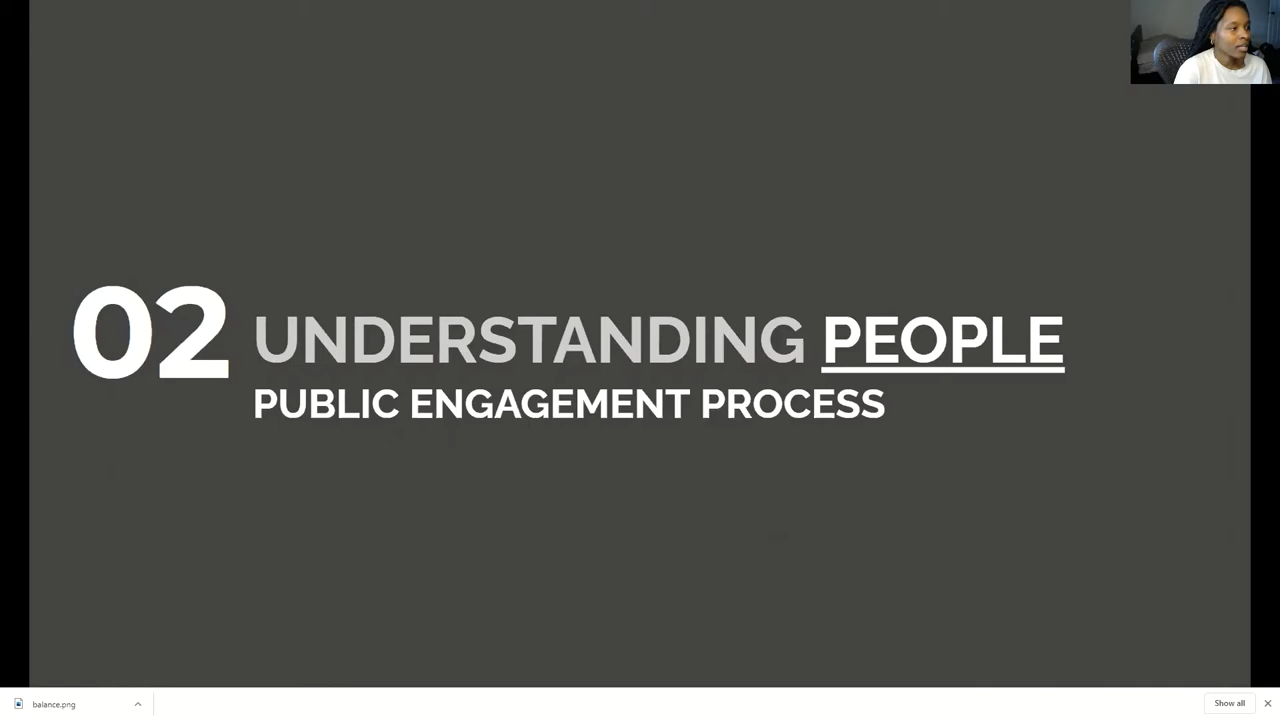 02 UNDERSTANDING PEOPLE
PUBLIC ENGAGEMENT PROCESS
balance.png
Show all